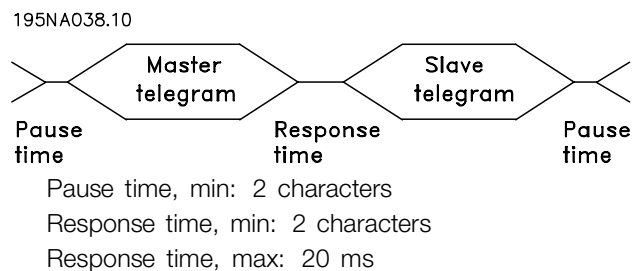 195NA038.10
Master telegram
Slave telegram
Pause time
Response time
Pause time
Pause time, min: 2 characters
Response time, min: 2 characters
Response time, max: 20 ms